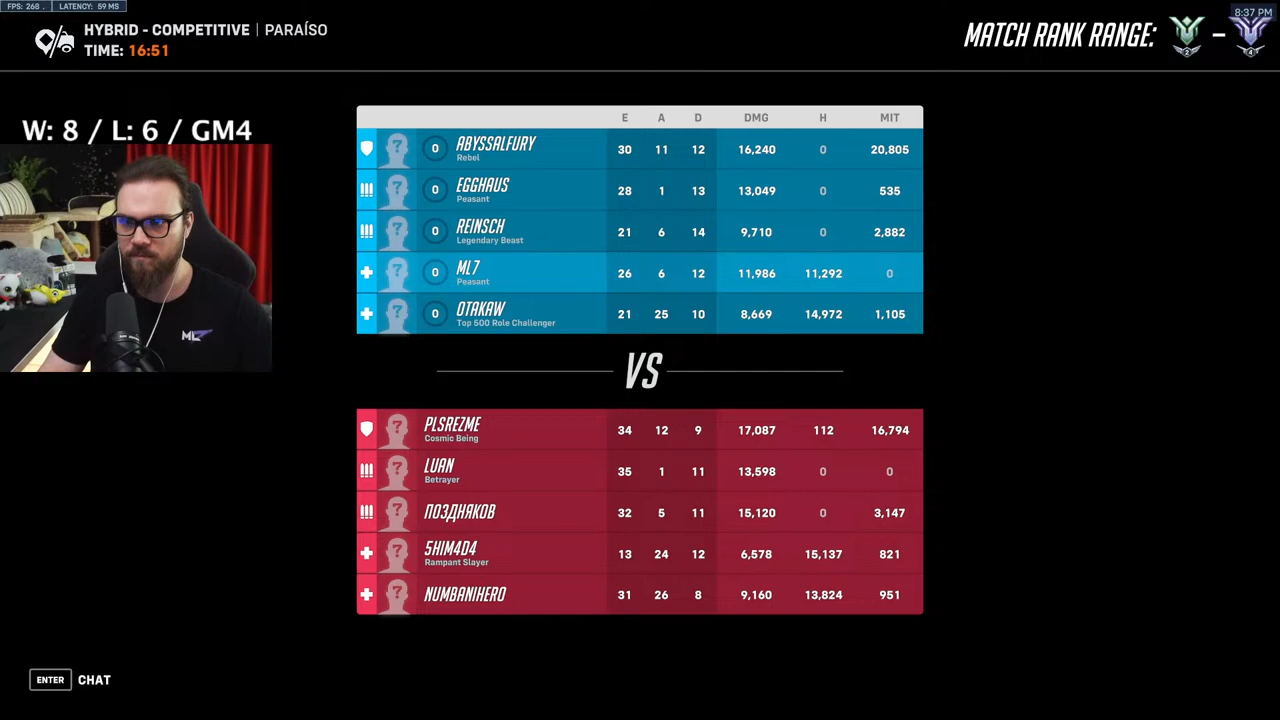 FPS: 268 . LATENCY: 59 MS
8:37 PM
HYBRID - COMPETITIVE | PARAÍSO
TIME: 16:51
MATCH RANK RANGE: 2 – 4
W: 8 / L: 6 / GM4
ML7
E A D DMG H MIT
0 ABYSSALFURY 30 11 12 16,240 0 20,805
Rebel
0 EGGHAUS 28 1 13 13,049 0 535
Peasant
0 REINSCH 21 6 14 9,710 0 2,882
Legendary Beast
0 ML7 26 6 12 11,986 11,292 0
Peasant
0 OTAKAW 21 25 10 8,669 14,972 1,105
Top 500 Role Challenger
VS
PLSREZME 34 12 9 17,087 112 16,794
Cosmic Being
LUAN 35 1 11 13,598 0 0
Betrayer
ПОЗДНЯКОВ 32 5 11 15,120 0 3,147
5HIM4D4 13 24 12 6,578 15,137 821
Rampant Slayer
NUMBANIHERO 31 26 8 9,160 13,824 951
ENTER CHAT